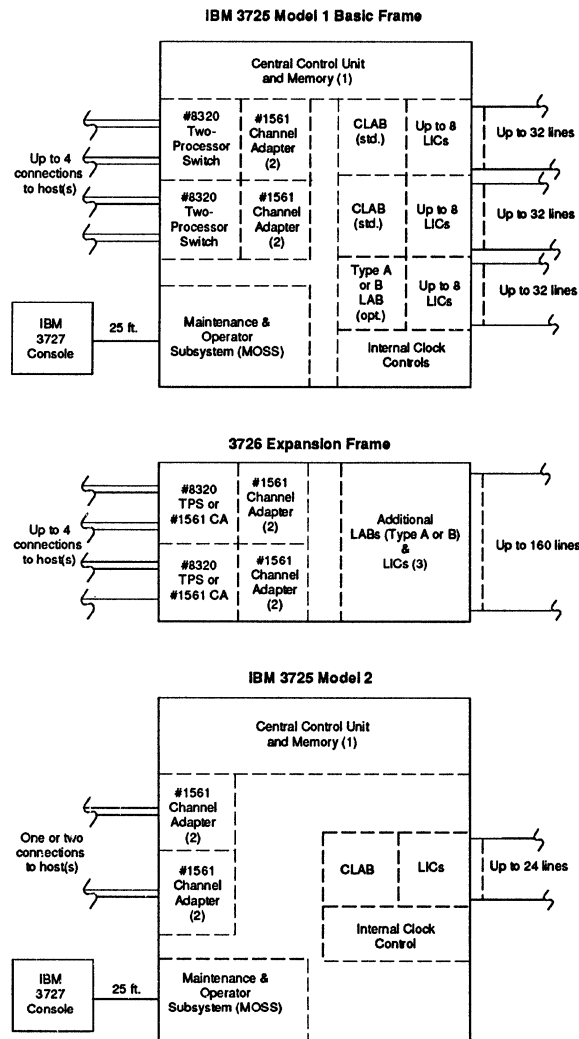 IBM 3725 Model 1 Basic Frame
Central Control Unit
and Memory (1)
#8320
Two-
Processor
Switch
#1561
Channel
Adapter
(2)
CLAB
(std.)
Up to 8
LICs
Up to 32 lines
Up to 4
connections
to host(s)
#8320
Two-
Processor
Switch
#1561
Channel
Adapter
(2)
CLAB
(std.)
Up to 8
LICs
Up to 32 lines
Type A
or B
LAB
(opt.)
Up to 8
LICs
Up to 32 lines
IBM
3727
Console
25 ft.
Maintenance &
Operator
Subsystem (MOSS)
Internal Clock
Controls
3726 Expansion Frame
#8320
TPS or
#1561 CA
#1561
Channel
Adapter
(2)
Additional
LABs (Type A or B)
&
LICs (3)
Up to 160 lines
Up to 4
connections
to host(s)
#8320
TPS or
#1561 CA
#1561
Channel
Adapter
(2)
IBM 3725 Model 2
Central Control Unit
and Memory (1)
#1561
Channel
Adapter
(2)
One or two
connections
to host(s)
#1561
Channel
Adapter
(2)
CLAB
LICs
Up to 24 lines
Internal Clock
Control
IBM
3727
Console
25 ft.
Maintenance &
Operator
Subsystem (MOSS)